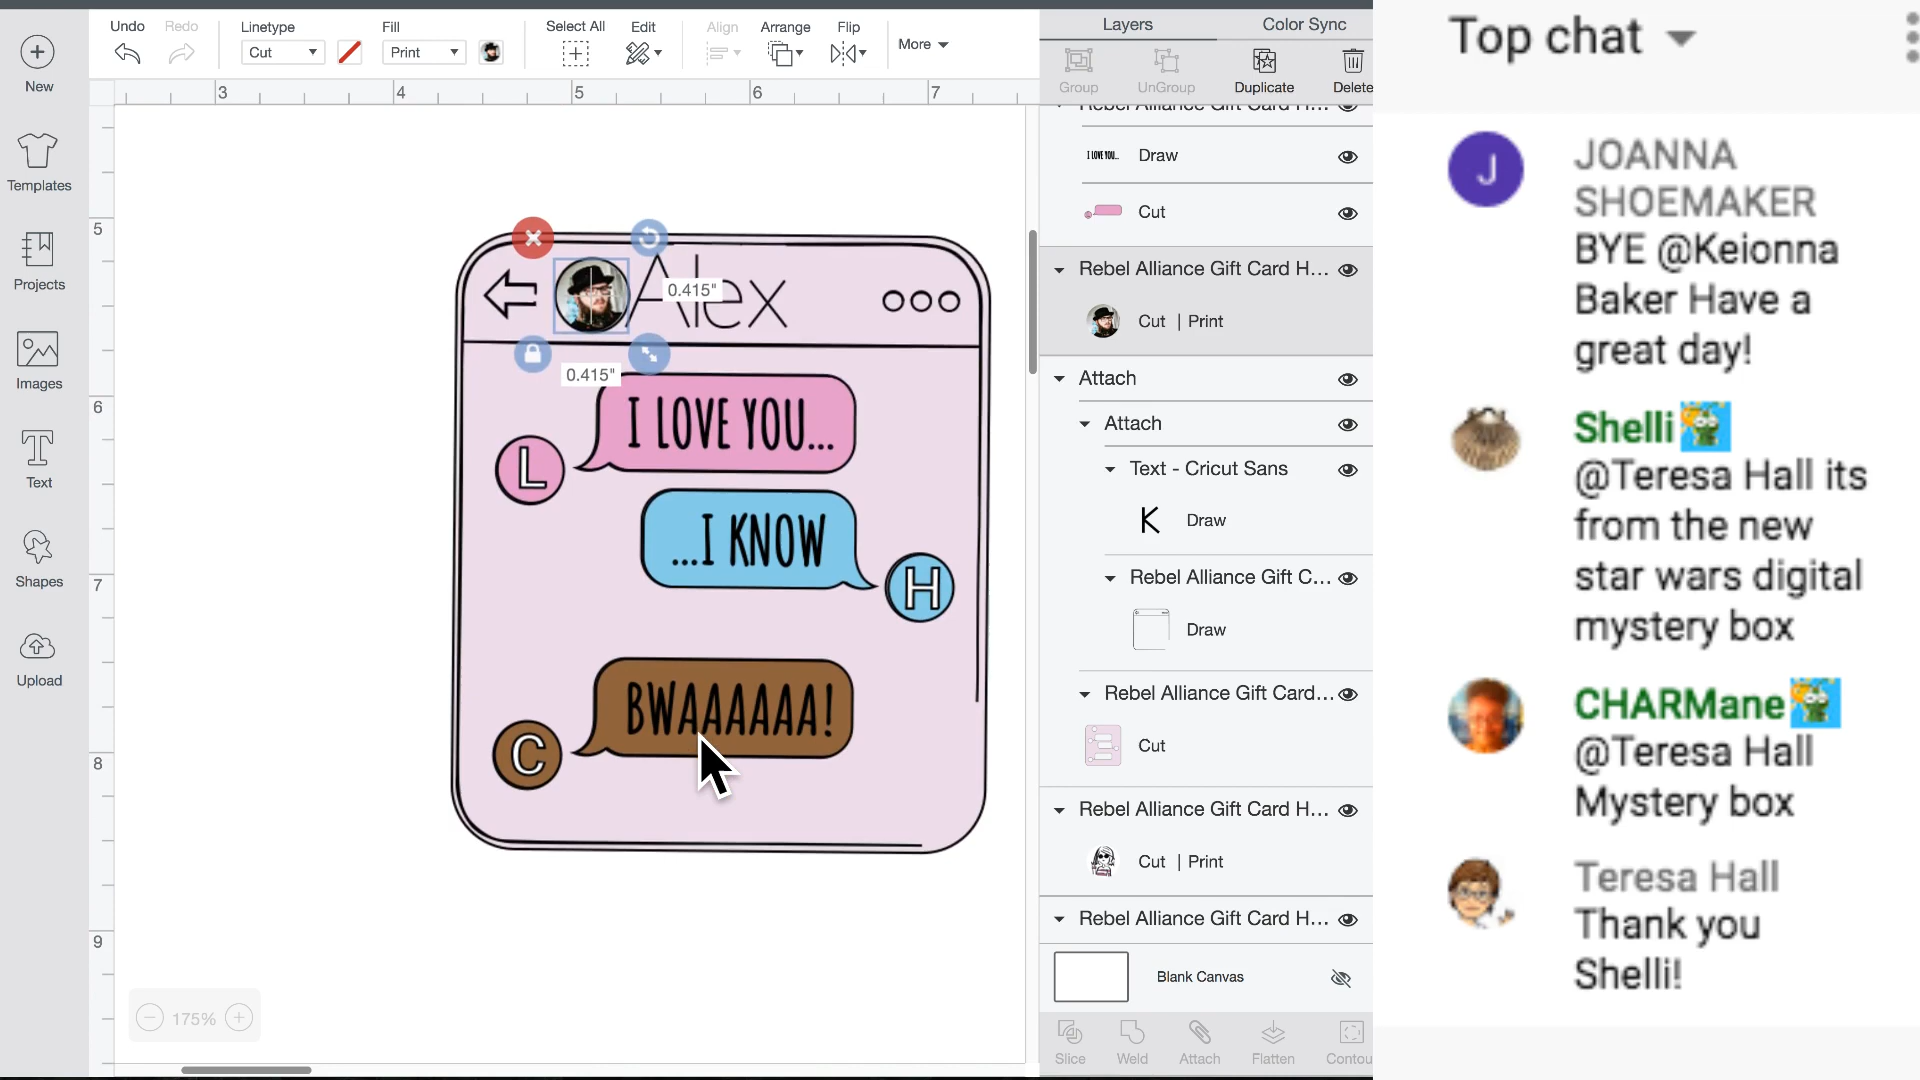 Undo
Redo
Linetype
Fill
Select All
Edit
Align
Arrange
Flip
Cut
Print
More
Layers
Color Sync
Group
UnGroup
Duplicate
Delete
New
Templates
Projects
Images
Text
Shapes
Upload
3
4
5
6
7
5
6
7
8
9
Alex
0.415"
0.415"
I LOVE YOU...
L
...I KNOW
H
BWAAAAAA!
C
175%
Rebel Alliance Gift Card H...
I LOVE YOU...
Draw
Cut
Rebel Alliance Gift Card H...
Cut | Print
Attach
Attach
Text - Cricut Sans
K
Draw
Rebel Alliance Gift C...
Draw
Rebel Alliance Gift Card...
Cut
Rebel Alliance Gift Card H...
Cut | Print
Rebel Alliance Gift Card H...
Blank Canvas
Slice
Weld
Attach
Flatten
Contou
Top chat
J
JOANNA
SHOEMAKER
BYE @Keionna
Baker Have a
great day!
Shelli
@Teresa Hall its
from the new
star wars digital
mystery box
CHARMane
@Teresa Hall
Mystery box
Teresa Hall
Thank you
Shelli!